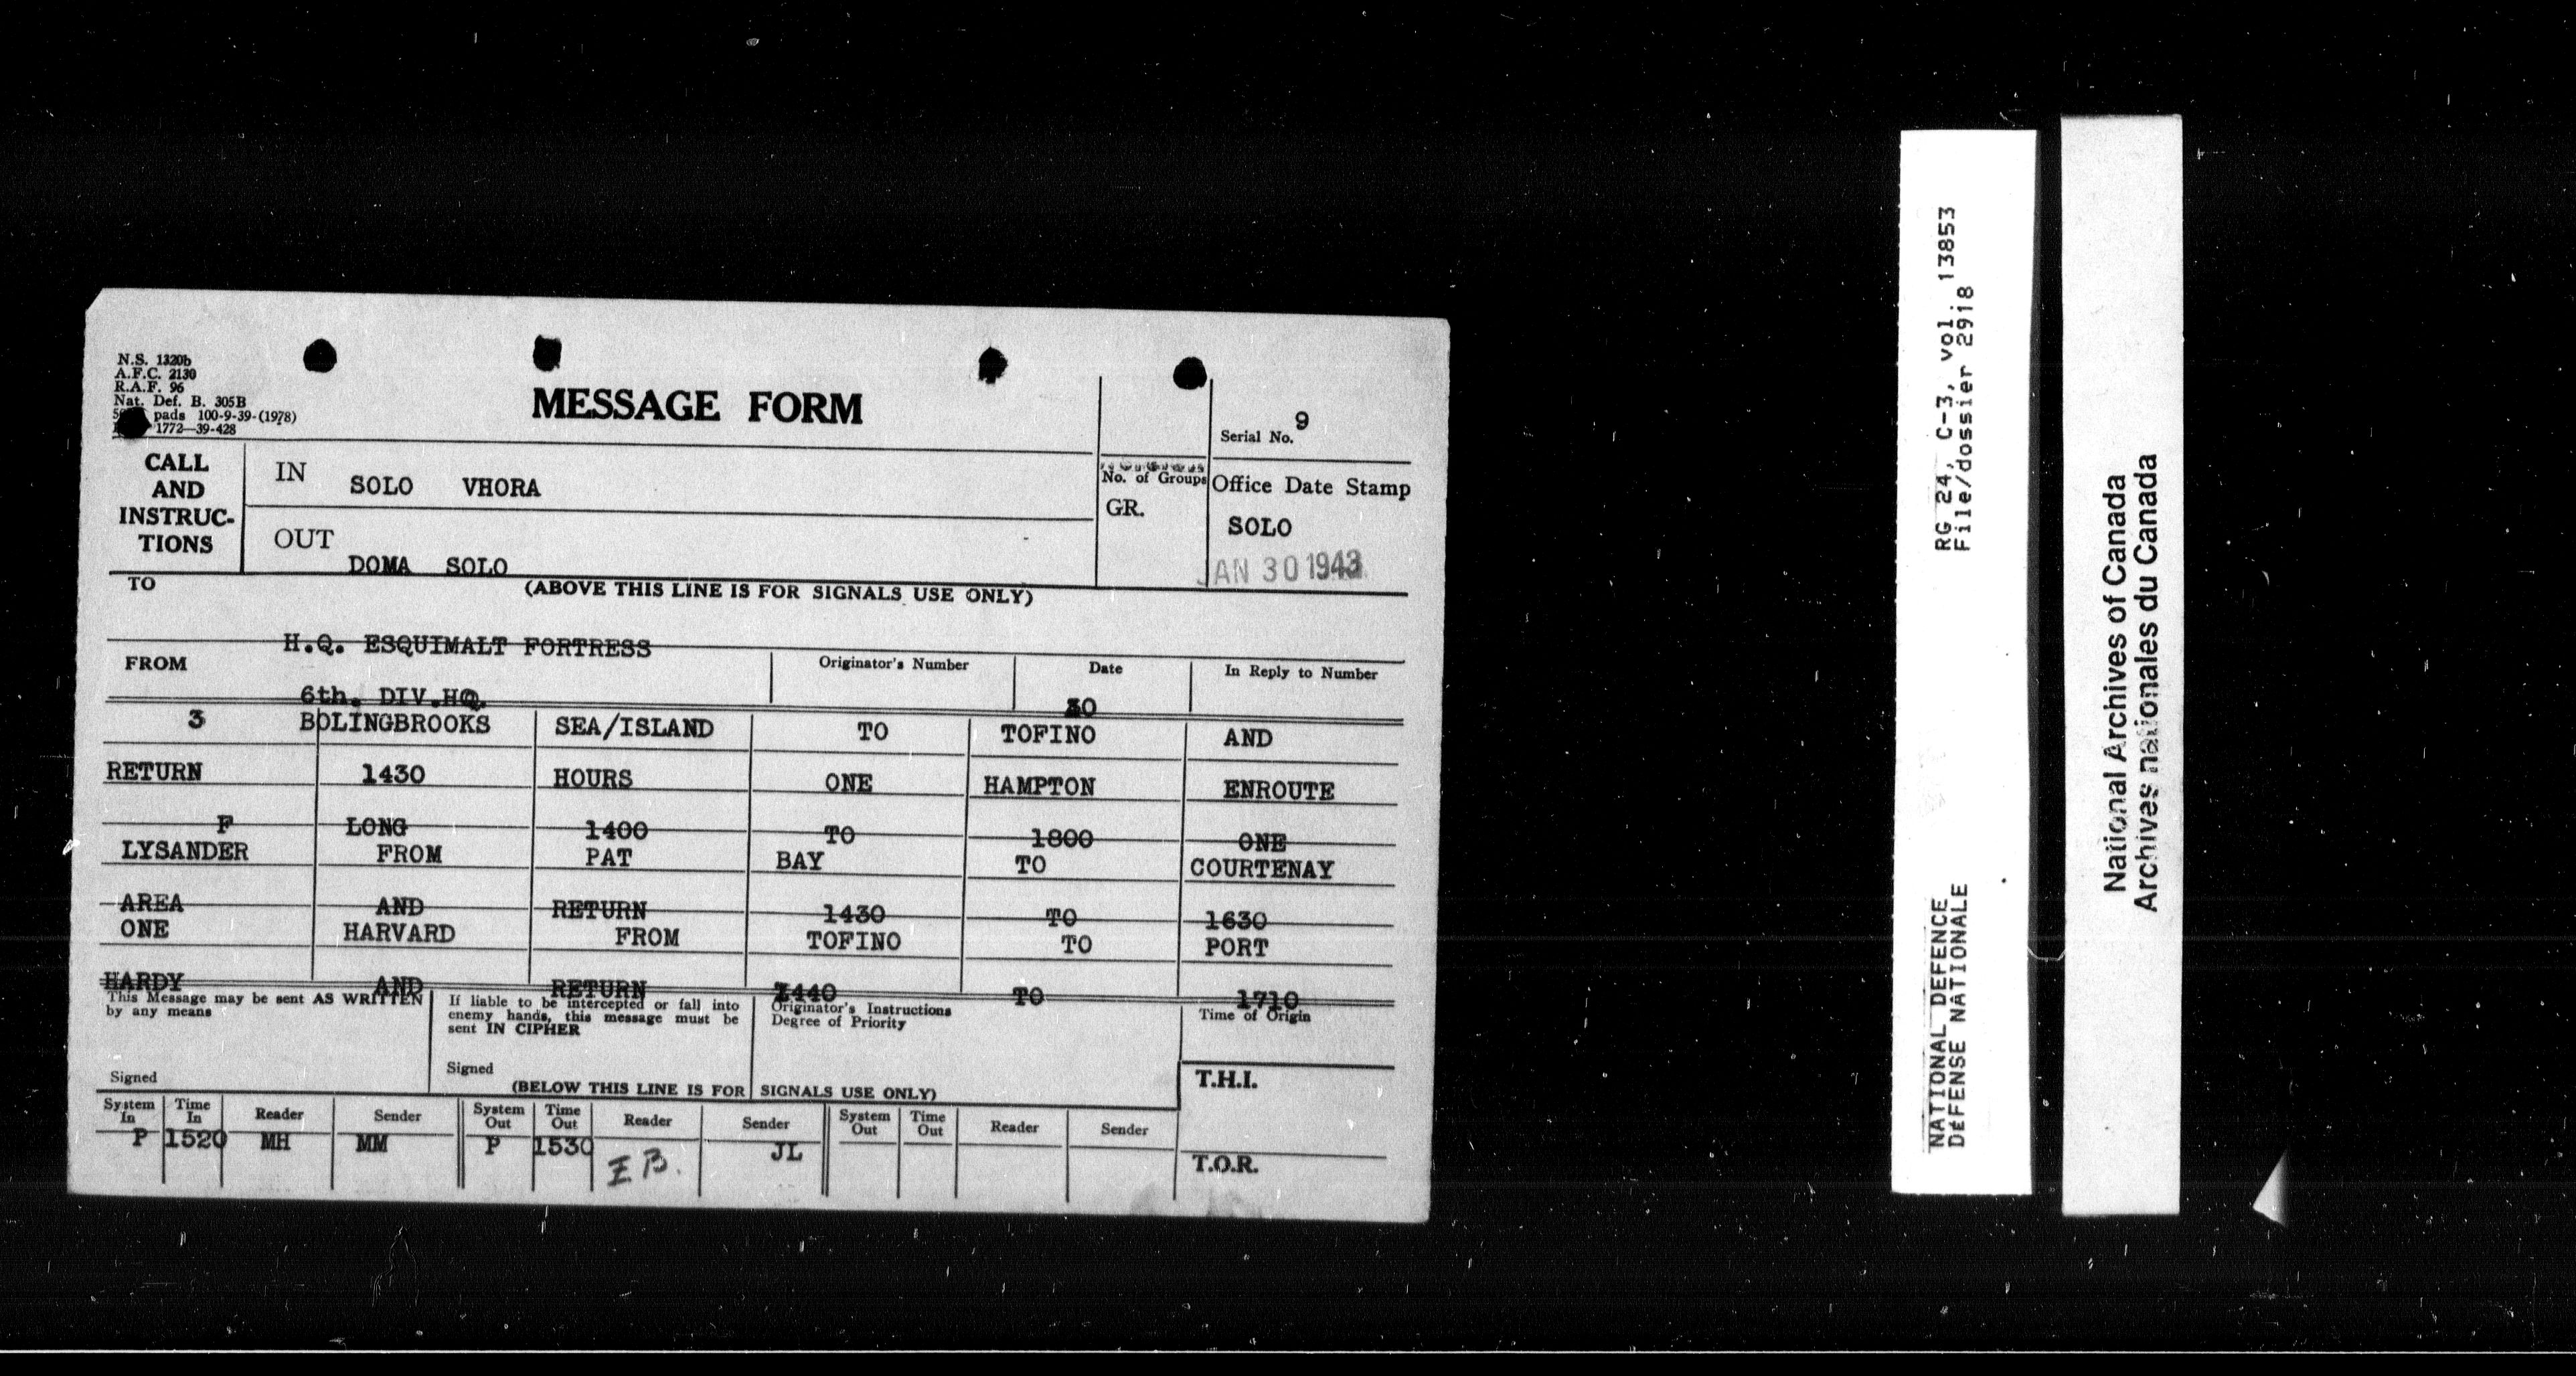 N.S. 1320b
A.F.C. 2130
R.A.F. 96
Nat. Def. B. 305B
pads 100-9-39-(1978)
1772—39-428
MESSAGE FORM
Serial No. 9
CALL AND INSTRUC-TIONS
IN SOLO VHORA
No. of Groups
GR.
Office Date Stamp
SOLO
JAN 30 1943
OUT DOMA SOLO
TO
(ABOVE THIS LINE IS FOR SIGNALS USE ONLY)
H.Q. ESQUIMALT FORTRESS
FROM Originator's Number Date In Reply to Number
6th. DIV.HQ. 30
3 BOLINGBROOKS SEA/ISLAND TO TOFINO AND
RETURN 1430 HOURS ONE HAMPTON ENROUTE
F LONG 1400 TO 1800 ONE
LYSANDER FROM PAT BAY TO COURTENAY
AREA AND RETURN 1430 TO 1630
ONE HARVARD FROM TOFINO TO PORT
HARDY AND RETURN 1440 TO 1710
This Message may be sent AS WRITTEN
by any means
Signed
If liable to be intercepted or fall into
enemy hands, this message must be
sent IN CIPHER
Signed
Originator's Instructions
Degree of Priority
Time of Origin
(BELOW THIS LINE IS FOR SIGNALS USE ONLY)
T.H.I.
System In Time In Reader Sender System Out Time Out Reader Sender System Out Time Out Reader Sender
P 1520 MH MM P 1530 EB. JL
T.O.R.
RG 24, C-3, vol. 13853
File/dossier 2918
NATIONAL DEFENCE
DÉFENSE NATIONALE
National Archives of Canada
Archives nationales du Canada